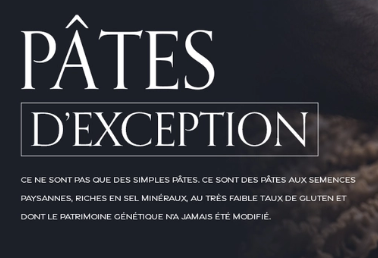 PÂTES
D'EXCEPTION
CE NE SONT PAS QUE DES SIMPLES PÂTES. CE SONT DES PÂTES AUX SEMENCES
PAYSANNES, RICHES EN SEL MINÉRAUX, AU TRÈS FAIBLE TAUX DE GLUTEN ET
DONT LE PATRIMOINE GÉNÉTIQUE N'A JAMAIS ÉTÉ MODIFIÉ.